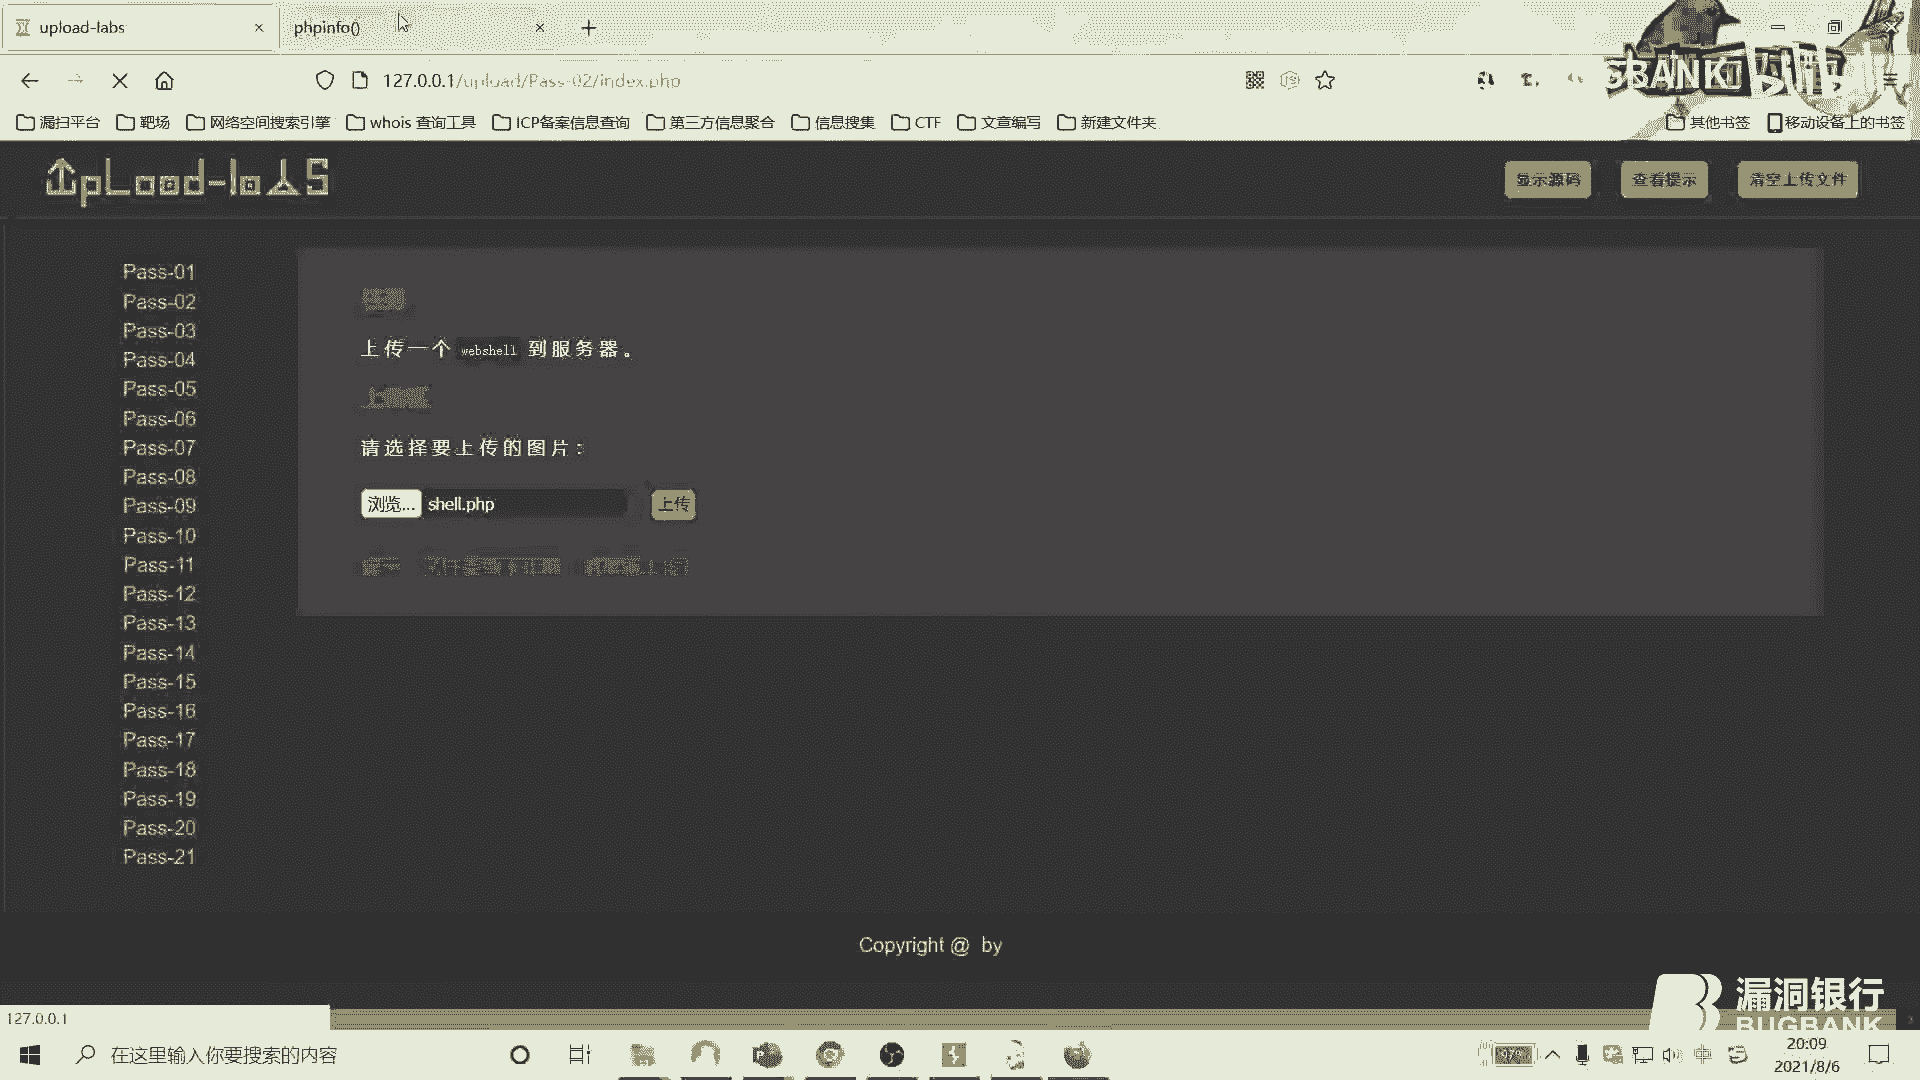 upload-labs
phpinfo()
127.0.0.1/upload/Pass-02/index.php
漏扫平台
靶场
网络空间搜索引擎
whois 查询工具
ICP备案信息查询
第三方信息聚合
信息搜集
CTF
文章编写
新建文件夹
其他书签
移动设备上的书签
UpLoad-labS
显示源码
查看提示
清空上传文件
Pass-01
Pass-02
Pass-03
Pass-04
Pass-05
Pass-06
Pass-07
Pass-08
Pass-09
Pass-10
Pass-11
Pass-12
Pass-13
Pass-14
Pass-15
Pass-16
Pass-17
Pass-18
Pass-19
Pass-20
Pass-21
上传一个 webshell 到服务器。
请选择要上传的图片：
浏览... shell.php
上传
Copyright @ by
127.0.0.1
漏洞银行
BUGBANK
在这里输入你要搜索的内容
97%
中
20:09
2021/8/6